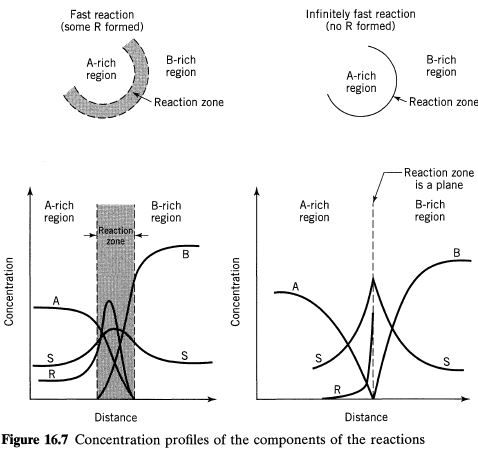 Fast reaction
(some R formed)
A-rich
region
B-rich
region
Reaction zone
Infinitely fast reaction
(no R formed)
A-rich
region
B-rich
region
Reaction zone
A-rich
region
B-rich
region
Reaction
zone
B
A
S
R
S
Concentration
Distance
Reaction zone
is a plane
A-rich
region
B-rich
region
B
A
S
R
S
Concentration
Distance
Figure 16.7 Concentration profiles of the components of the reactions